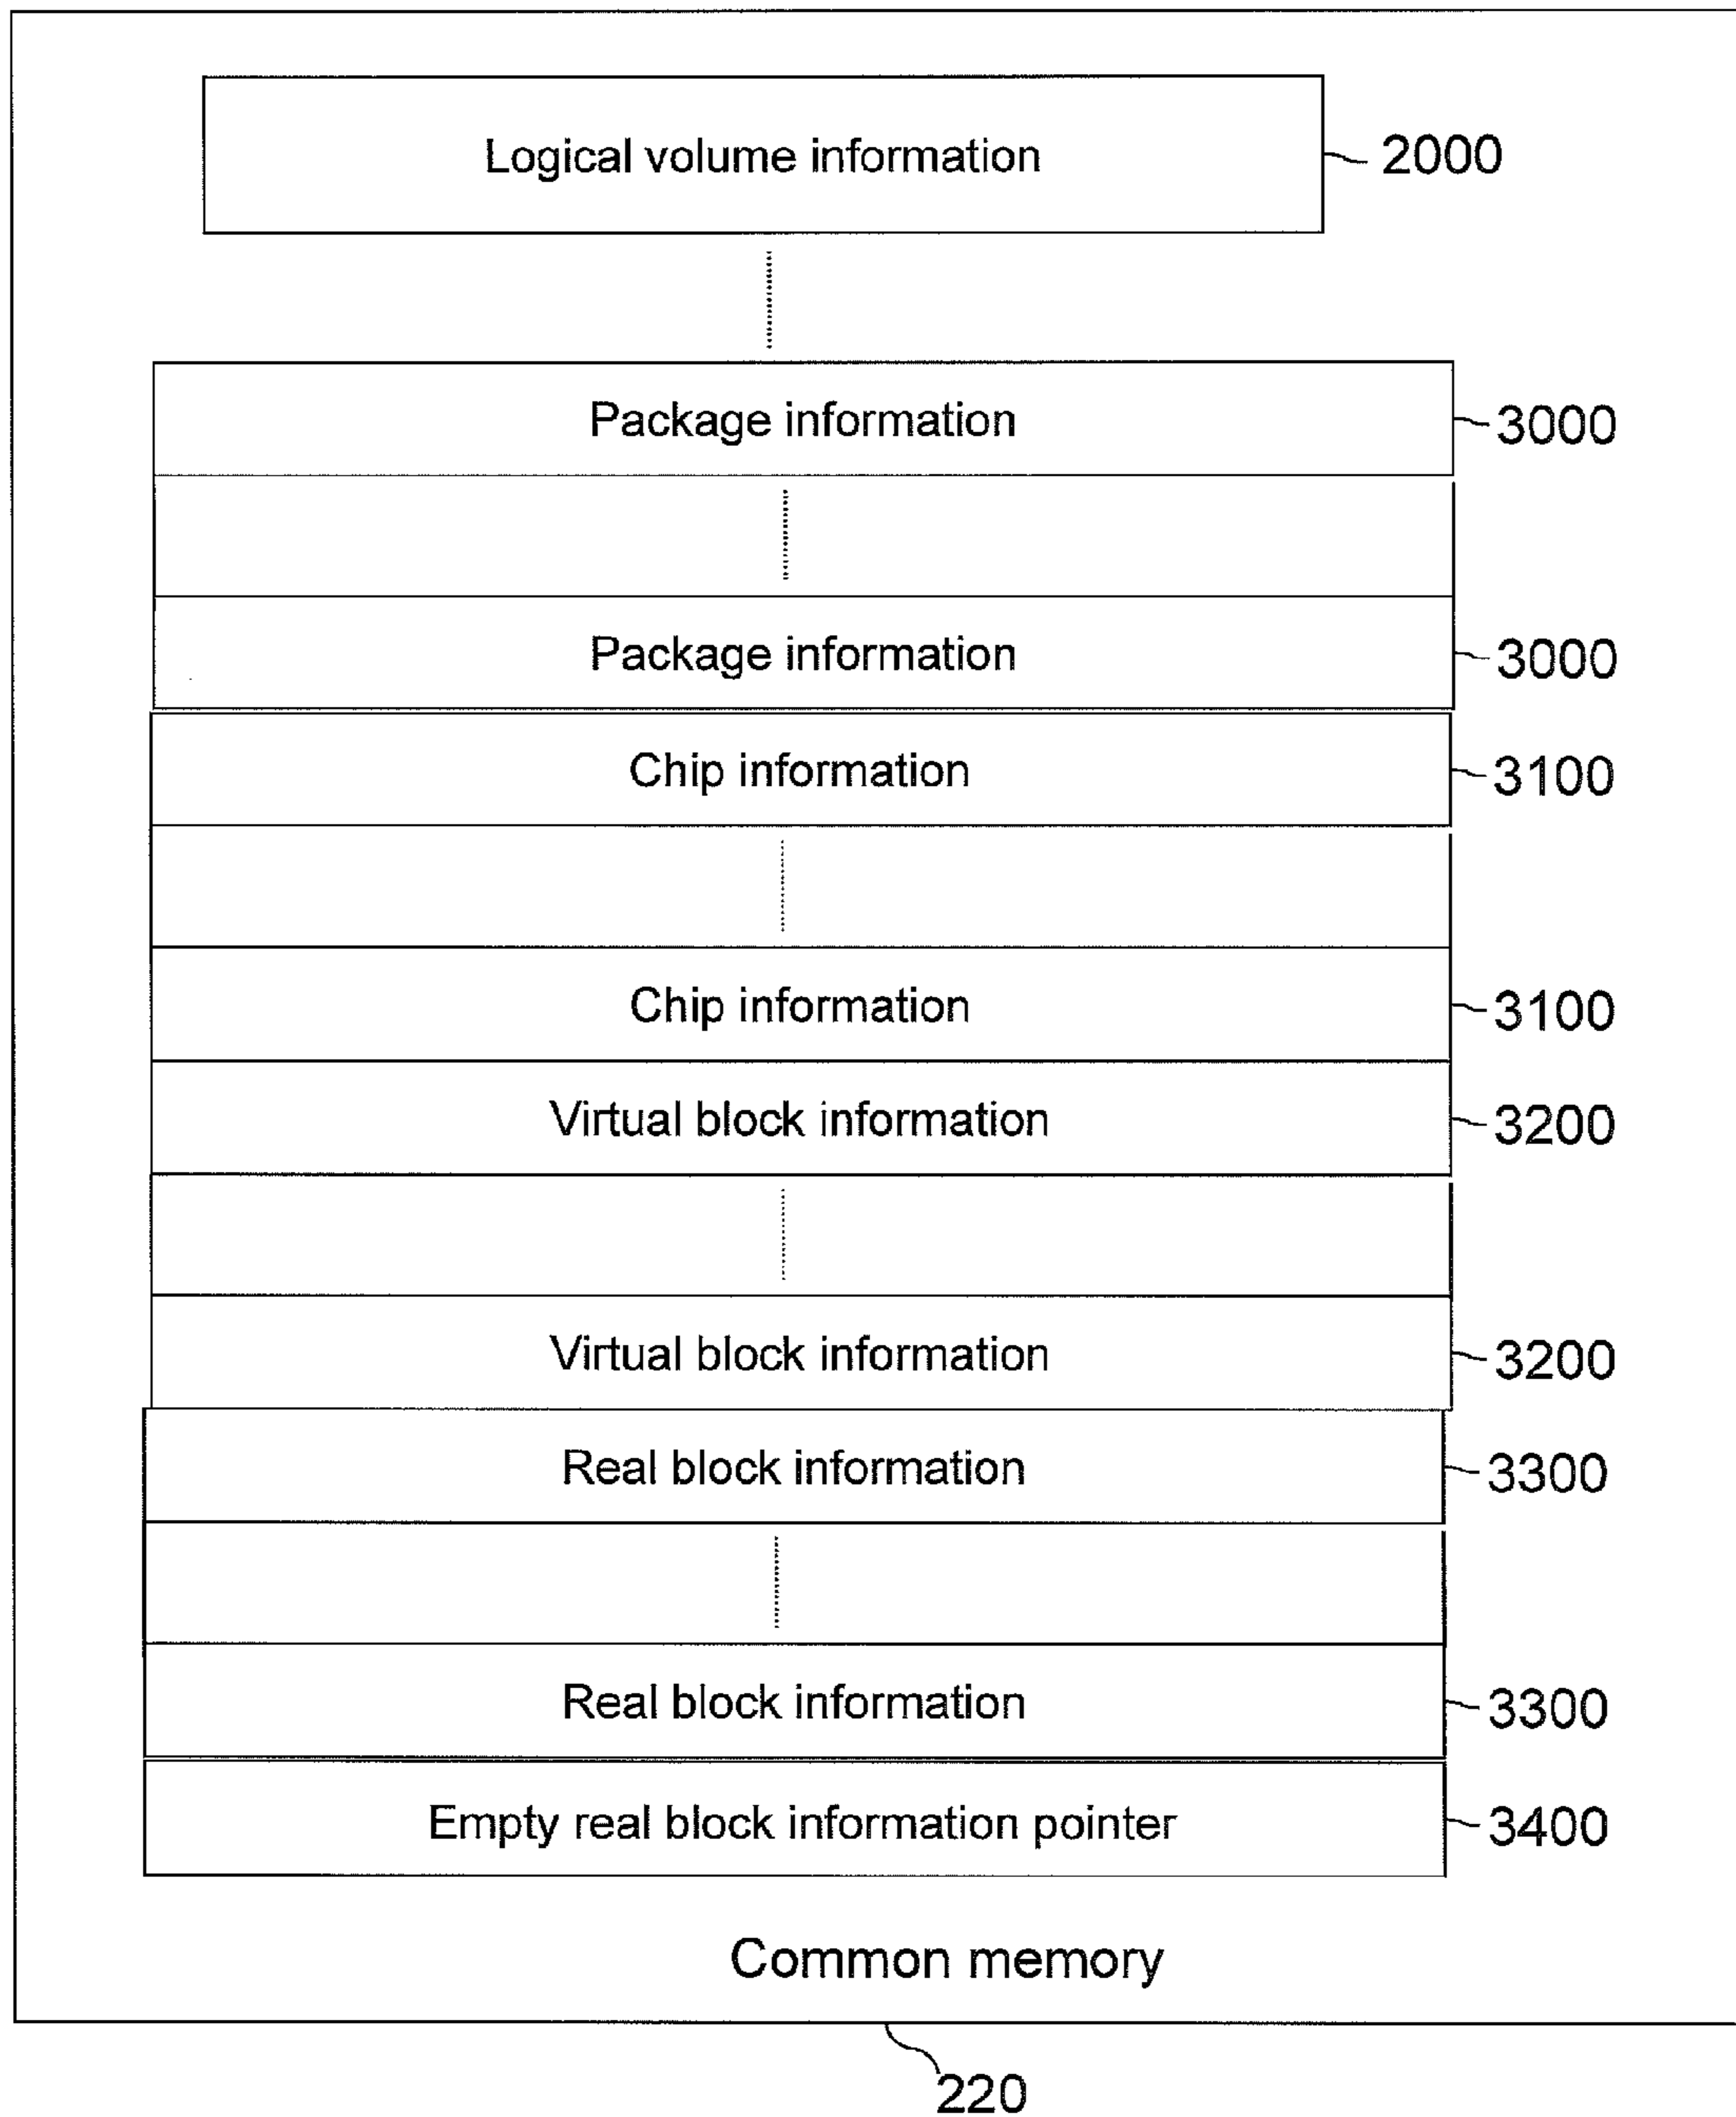 Logical volume information 2000
Package information 3000
Package information 3000
Chip information 3100
Chip information 3100
Virtual block information 3200
Virtual block information 3200
Real block information 3300
Real block information 3300
Empty real block information pointer 3400
Common memory
220